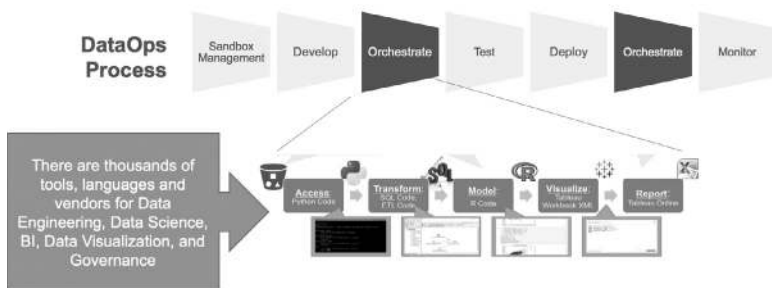 DataOps
Process
Sandbox
Management
Develop
Orchestrate
Test
Deploy
Orchestrate
Monitor
There are thousands of
tools, languages and
vendors for Data
Engineering, Data Science,
BI, Data Visualization, and
Governance
SQL
R
Access:
Python Code
Transform:
SQL Code,
ETL Code
Model:
R Code
Visualize:
Tableau
Workbook XML
Report:
Tableau Online